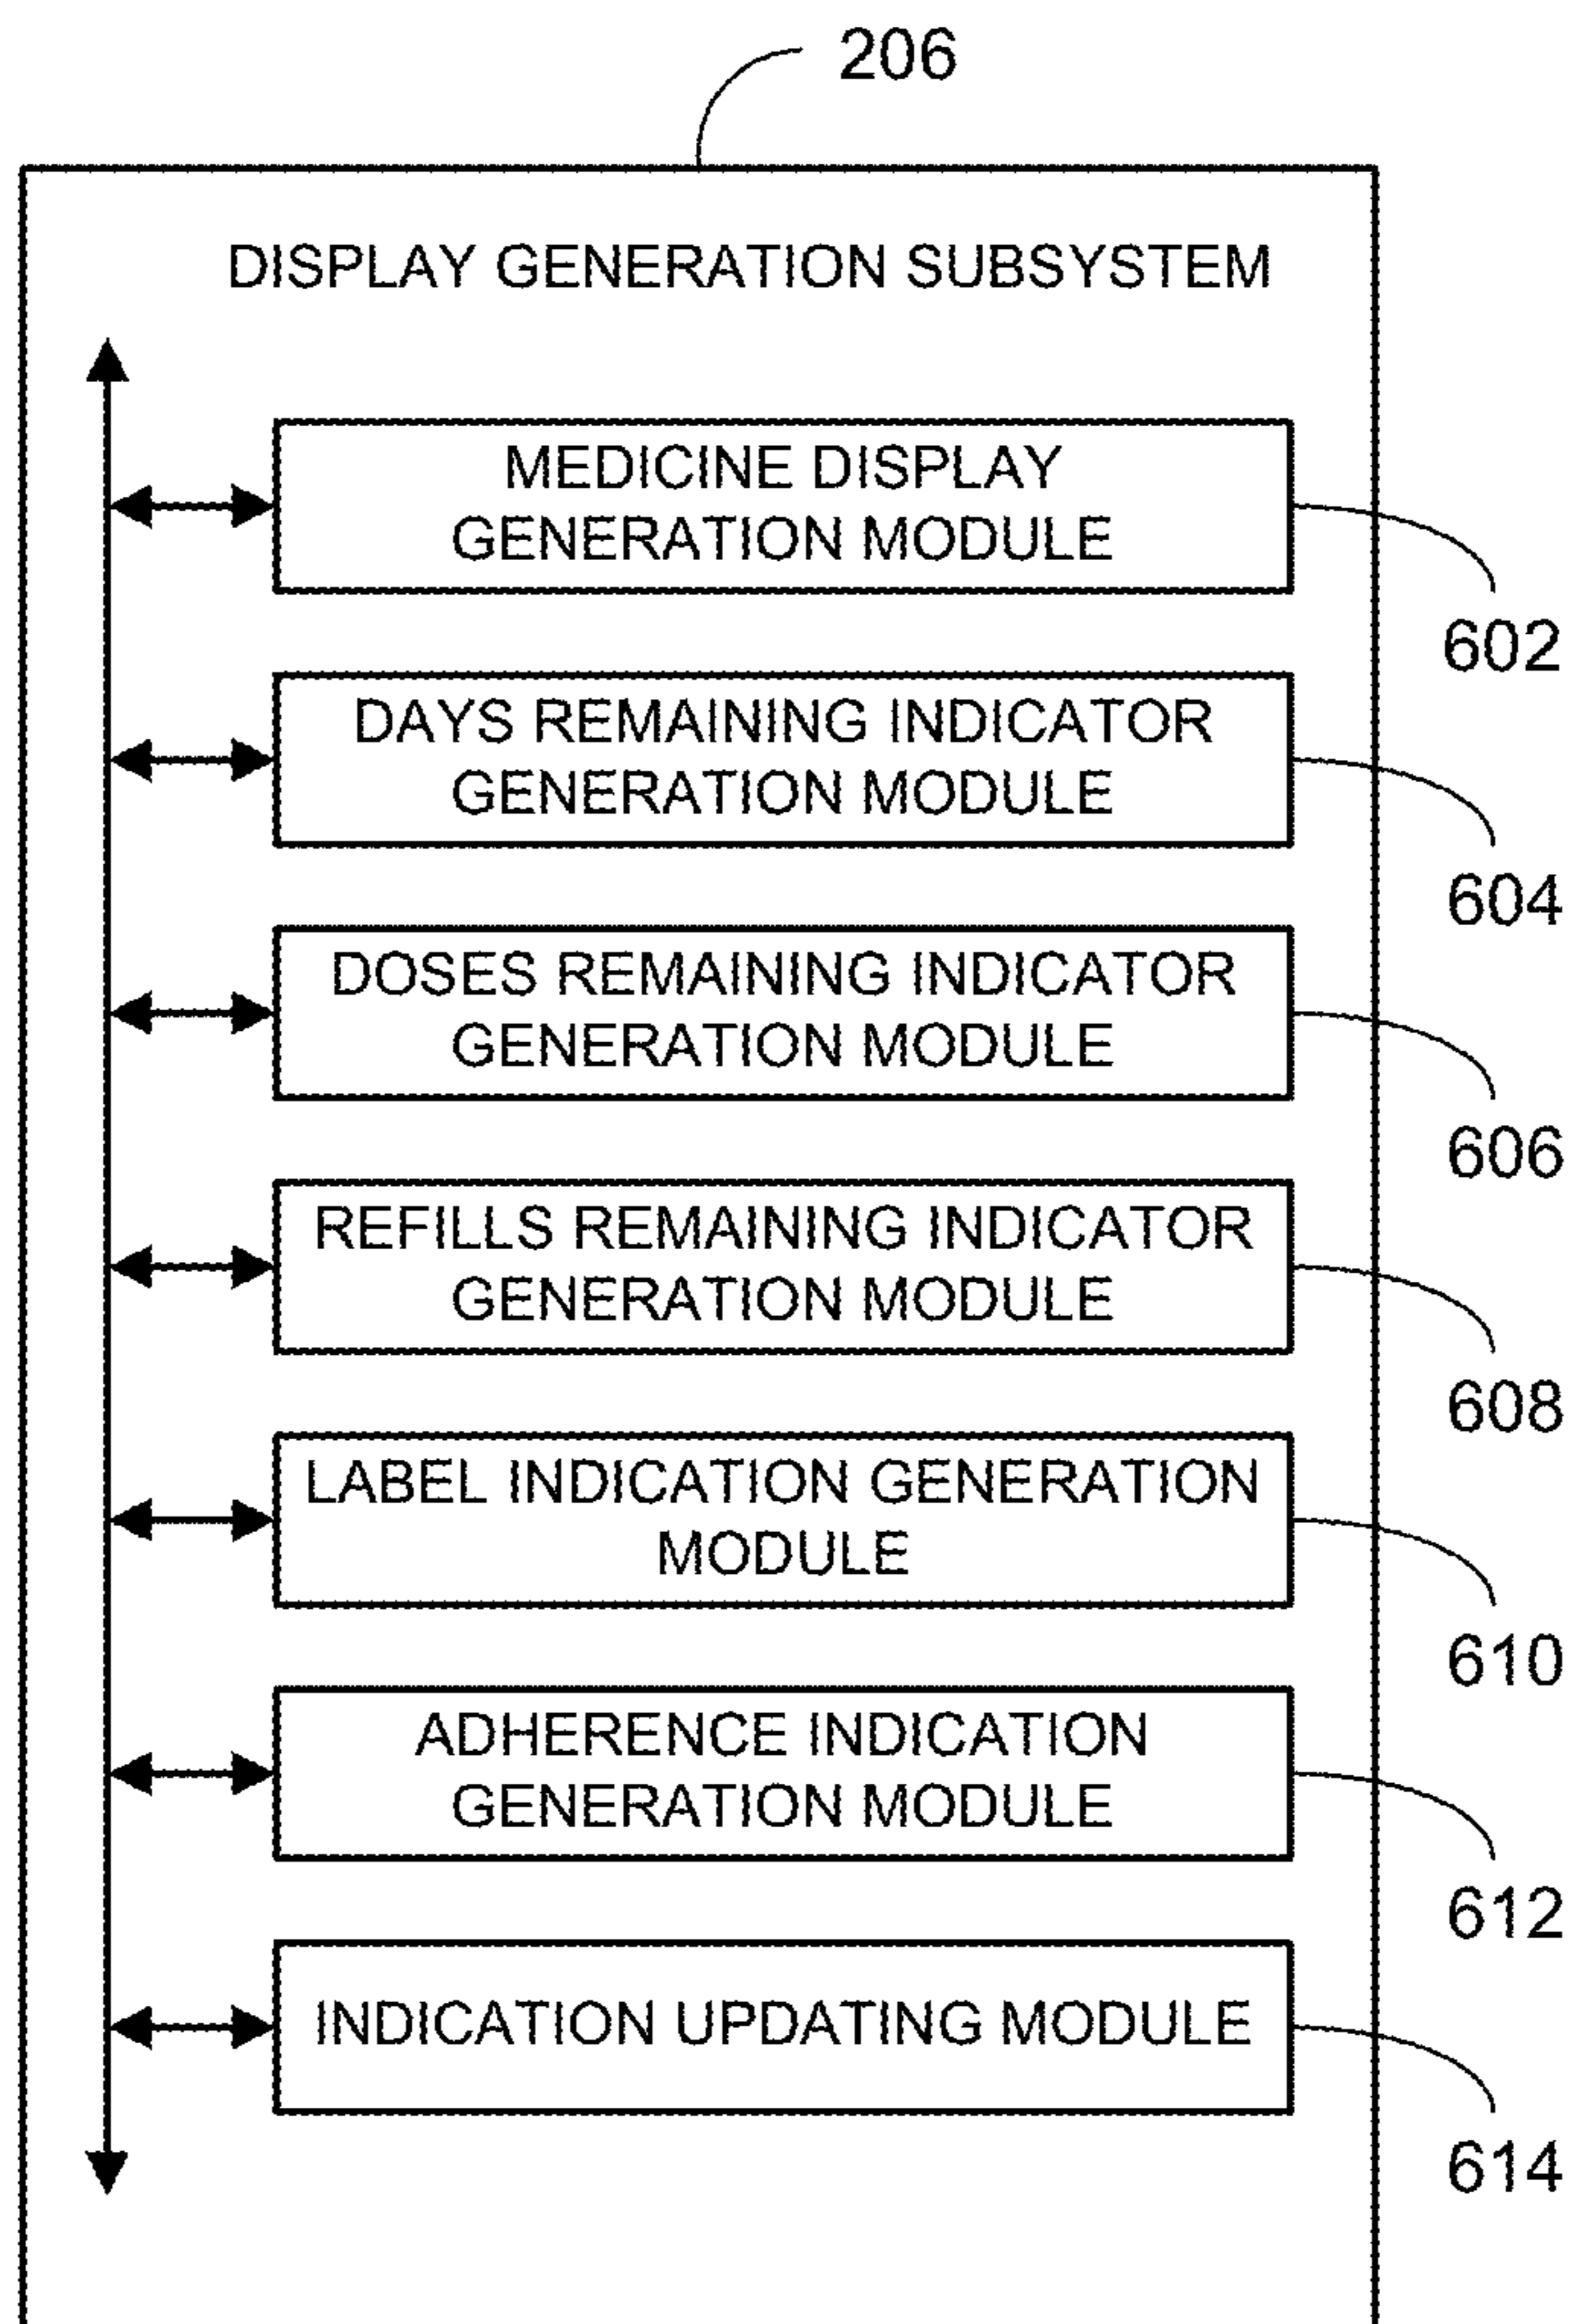 206
DISPLAY GENERATION SUBSYSTEM
MEDICINE DISPLAY
GENERATION MODULE
602
DAYS REMAINING INDICATOR
GENERATION MODULE
604
DOSES REMAINING INDICATOR
GENERATION MODULE
606
REFILLS REMAINING INDICATOR
GENERATION MODULE
608
LABEL INDICATION GENERATION
MODULE
610
ADHERENCE INDICATION
GENERATION MODULE
612
INDICATION UPDATING MODULE
614